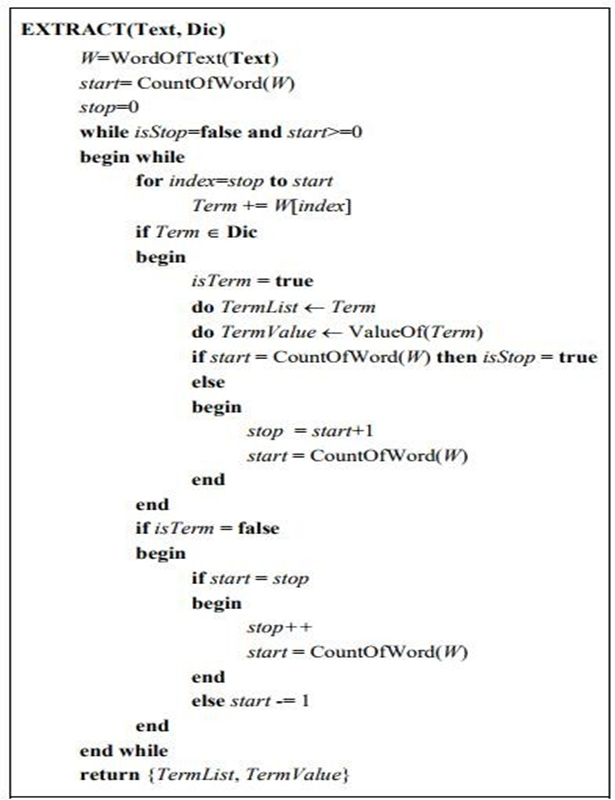 EXTRACT(Text, Dic)
W=WordOfText(Text)
start= CountOfWord(W)
stop=0
while isStop=false and start>=0
begin while
for index=stop to start
Term += W[index]
if Term ∈ Dic
begin
isTerm = true
do TermList ← Term
do TermValue ← ValueOf(Term)
if start = CountOfWord(W) then isStop = true
else
begin
stop = start+1
start = CountOfWord(W)
end
end
if isTerm = false
begin
if start = stop
begin
stop++
start = CountOfWord(W)
end
else start -= 1
end
end while
return {TermList, TermValue}